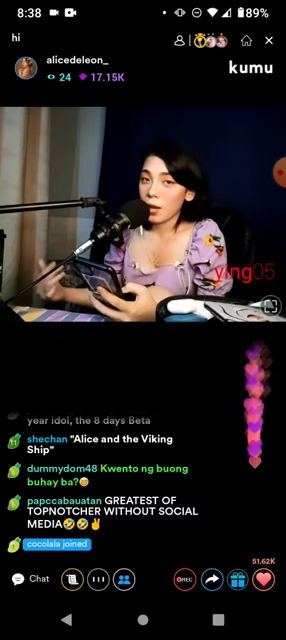 8:38
89%
hi
alicedeleon_
24 17.15K
kumu
ying05
year idol, the 8 days Beta
shechan "Alice and the Viking
Ship"
dummydom48 Kwento ng buong
buhay ba?🤓
papccabauatan GREATEST OF
TOPNOTCHER WITHOUT SOCIAL
MEDIA🤣🤣✌
cocolala joined
51.62K
Chat
REC